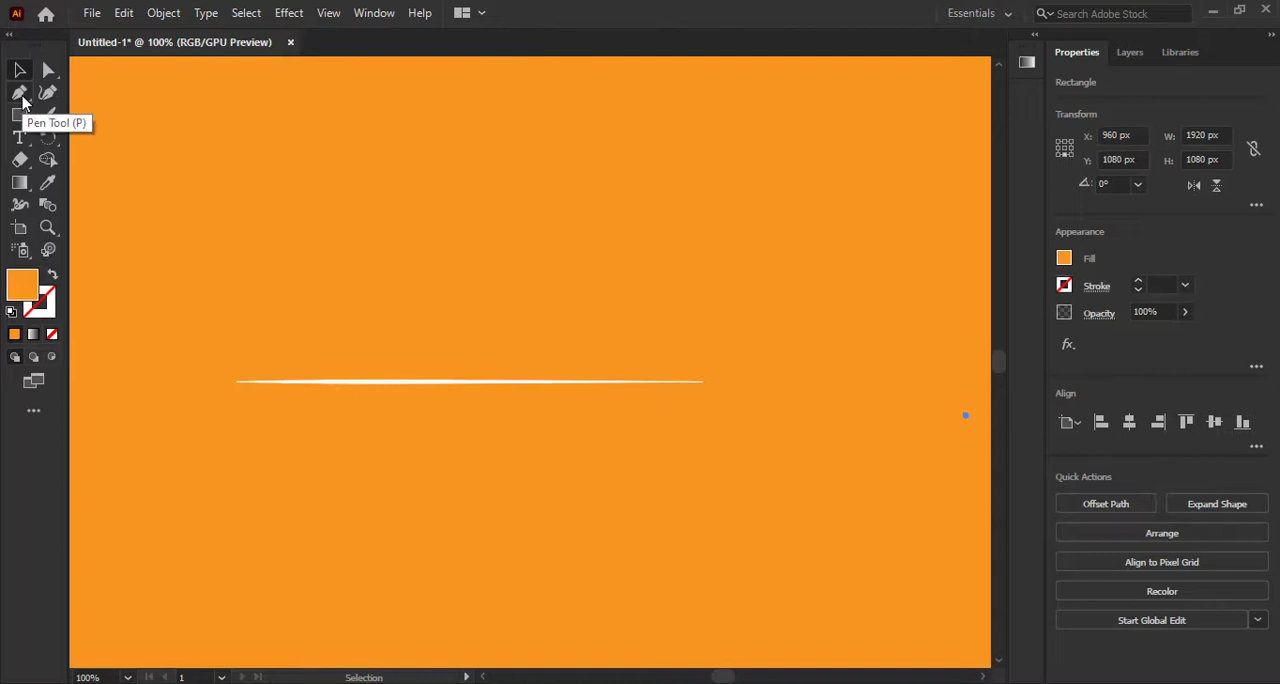 Ai File Edit Object Type Select Effect View Window Help Essentials Search Adobe Stock
Untitled-1* @ 100% (RGB/GPU Preview)
Pen Tool (P)
T
Properties Layers Libraries
Rectangle
Transform
X: 960 px W: 1920 px
Y: 1080 px H: 1080 px
0°
Appearance
Fill
Stroke
Opacity 100%
fx.
Align
Quick Actions
Offset Path Expand Shape
Arrange
Align to Pixel Grid
Recolor
Start Global Edit
100% 1 Selection